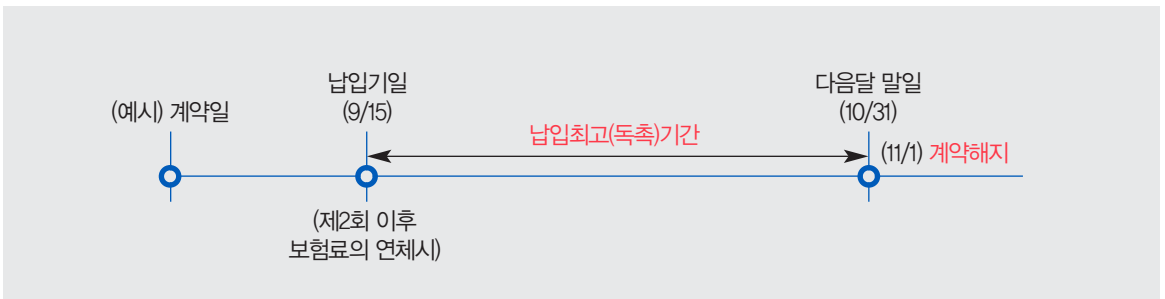 (예시) 계약일
납입기일
(9/15)
납입최고(독촉)기간
다음달 말일
(10/31)
(11/1) 계약해지
(제2회 이후
보험료의 연체시)